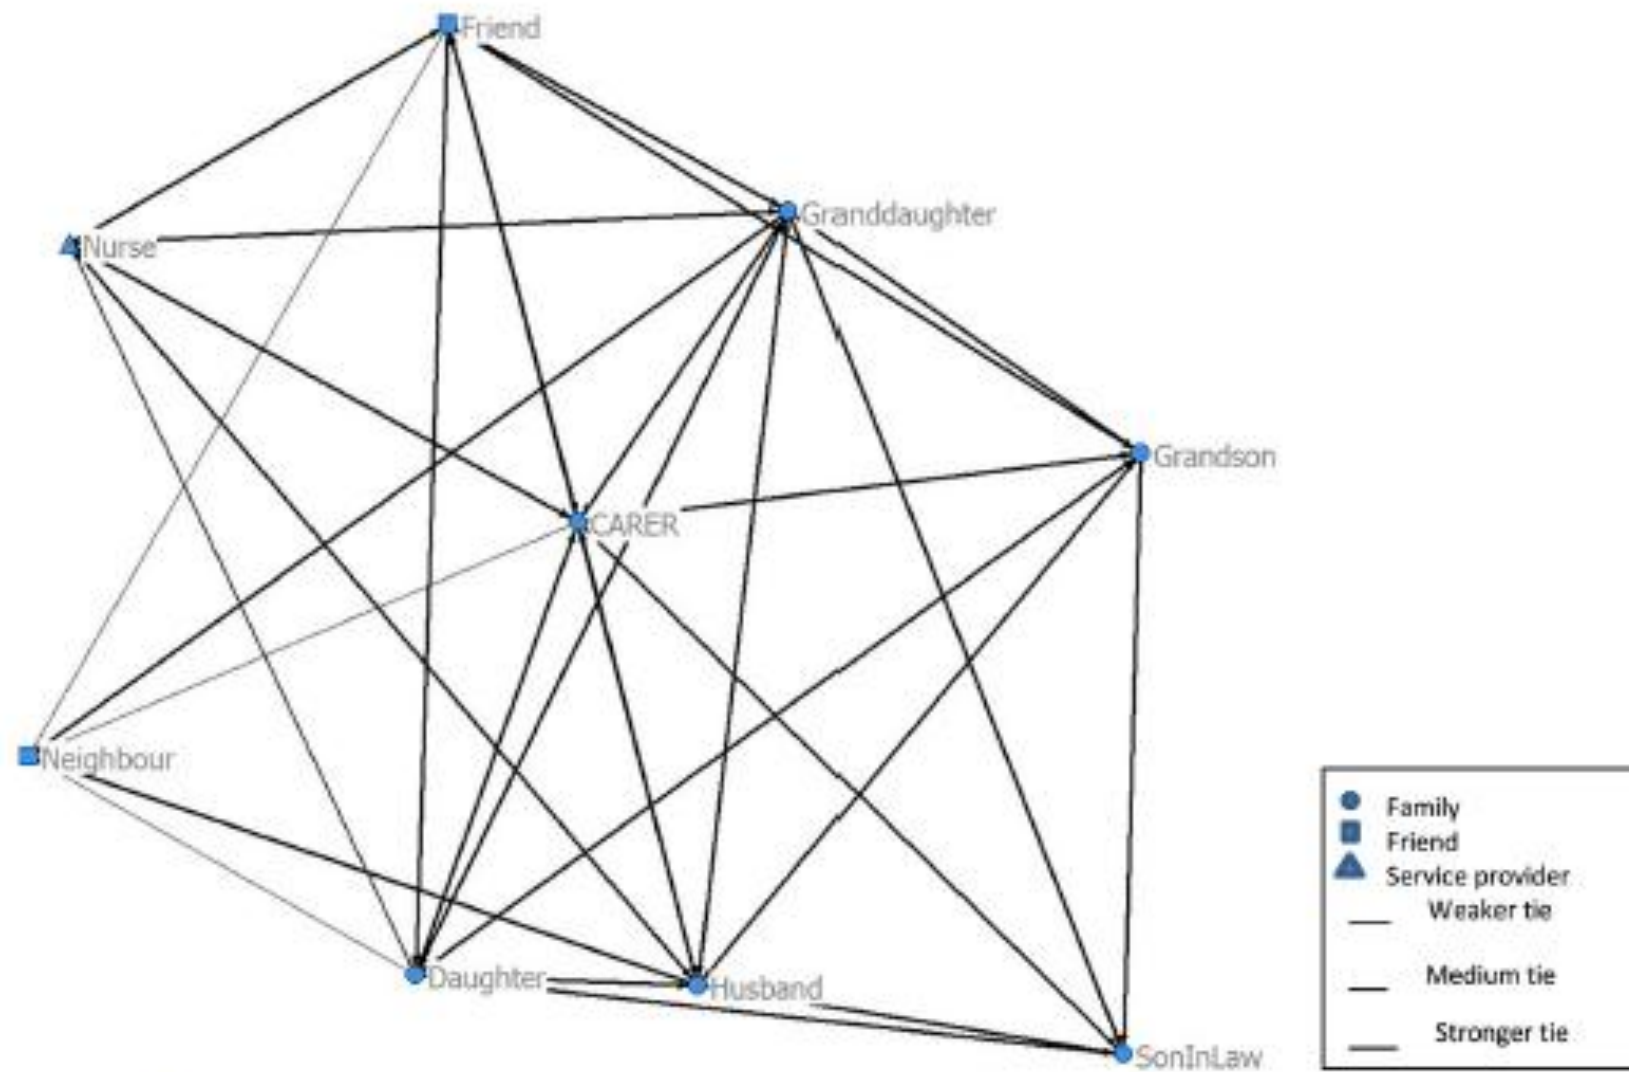 Friend
Granddaughter
Nurse
Grandson
CARER
Neighbour
Daughter
Husband
SonInLaw
Family
Friend
Service provider
Weaker tie
Medium tie
Stronger tie